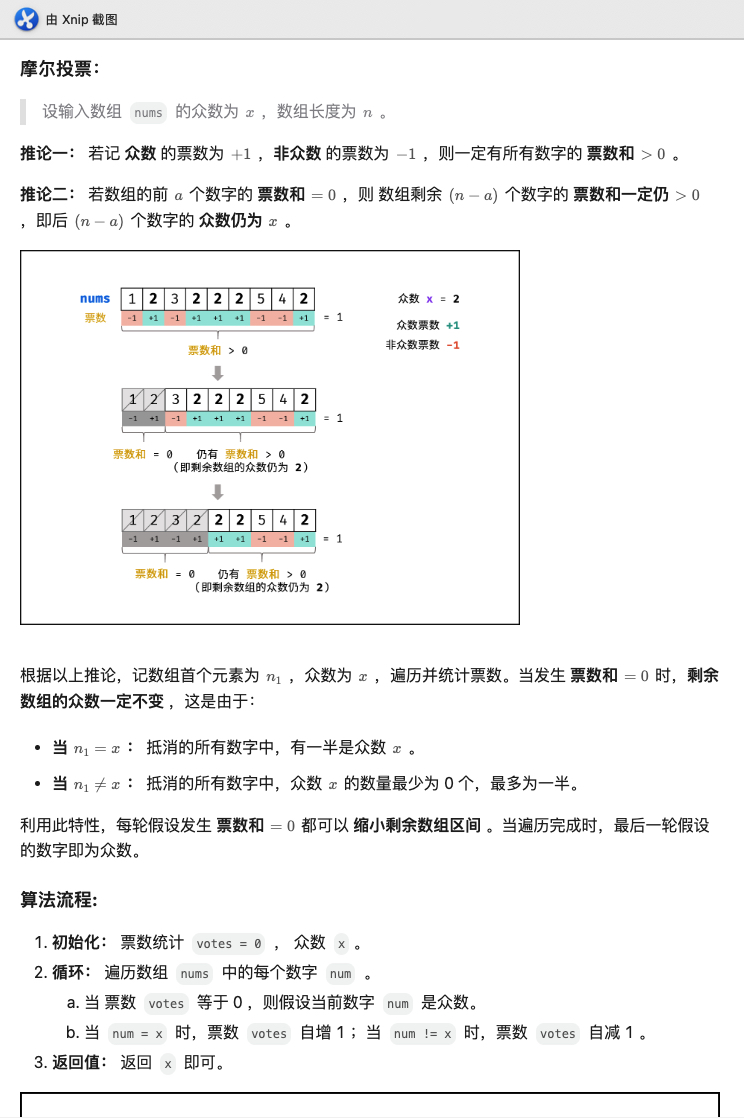 由 Xnip 截图
摩尔投票：
设输入数组 nums 的众数为 x ，数组长度为 n 。
推论一： 若记 众数 的票数为 +1 ，非众数 的票数为 −1 ，则一定有所有数字的 票数和 > 0 。
推论二： 若数组的前 a 个数字的 票数和 = 0 ，则 数组剩余 (n − a) 个数字的 票数和一定仍 > 0
，即后 (n − a) 个数字的 众数仍为 x 。
nums 1 2 3 2 2 2 5 4 2 众数 x = 2
票数 -1 +1 -1 +1 +1 +1 -1 -1 +1 = 1 众数票数 +1
非众数票数 -1
票数和 > 0
1 2 3 2 2 2 5 4 2
-1 +1 -1 +1 +1 +1 -1 -1 +1 = 1
票数和 = 0 仍有 票数和 > 0
（即剩余数组的众数仍为 2）
1 2 3 2 2 2 5 4 2
-1 +1 -1 +1 +1 +1 -1 -1 +1 = 1
票数和 = 0 仍有 票数和 > 0
（即剩余数组的众数仍为 2）
根据以上推论，记数组首个元素为 n₁ ，众数为 x ，遍历并统计票数。当发生 票数和 = 0 时，剩余
数组的众数一定不变 ，这是由于：
• 当 n₁ = x ： 抵消的所有数字中，有一半是众数 x 。
• 当 n₁ ≠ x ： 抵消的所有数字中，众数 x 的数量最少为 0 个，最多为一半。
利用此特性，每轮假设发生 票数和 = 0 都可以 缩小剩余数组区间 。当遍历完成时，最后一轮假设
的数字即为众数。
算法流程:
1. 初始化： 票数统计 votes = 0 ， 众数 x 。
2. 循环： 遍历数组 nums 中的每个数字 num 。
a. 当 票数 votes 等于 0 ，则假设当前数字 num 是众数。
b. 当 num = x 时，票数 votes 自增 1 ；当 num != x 时，票数 votes 自减 1 。
3. 返回值： 返回 x 即可。